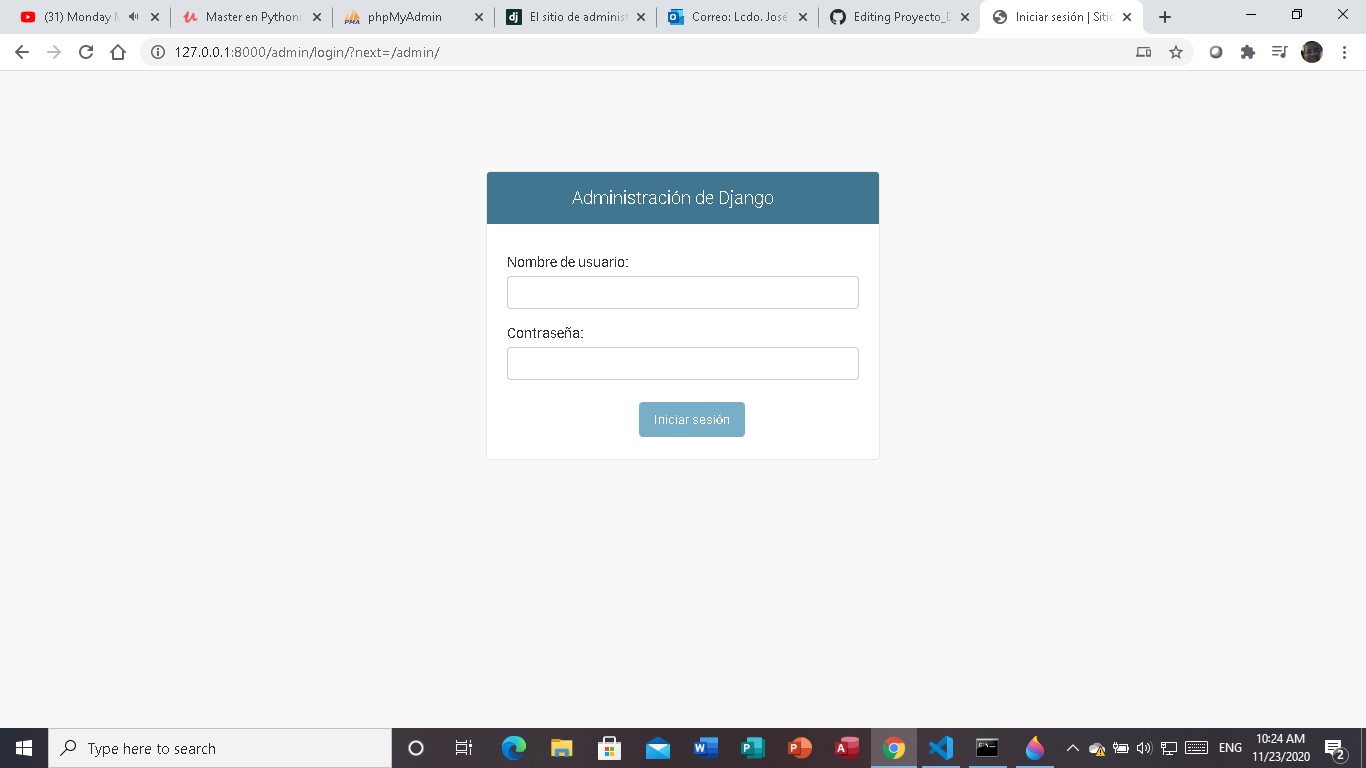 (31) Monday M
Master en Python:
phpMyAdmin
El sitio de administ
Correo: Lcdo. José
Editing Proyecto_D
Iniciar sesión | Sitio
127.0.0.1:8000/admin/login/?next=/admin/
Administración de Django
Nombre de usuario:
Contraseña:
Iniciar sesión
Type here to search
ENG
10:24 AM
11/23/2020
2